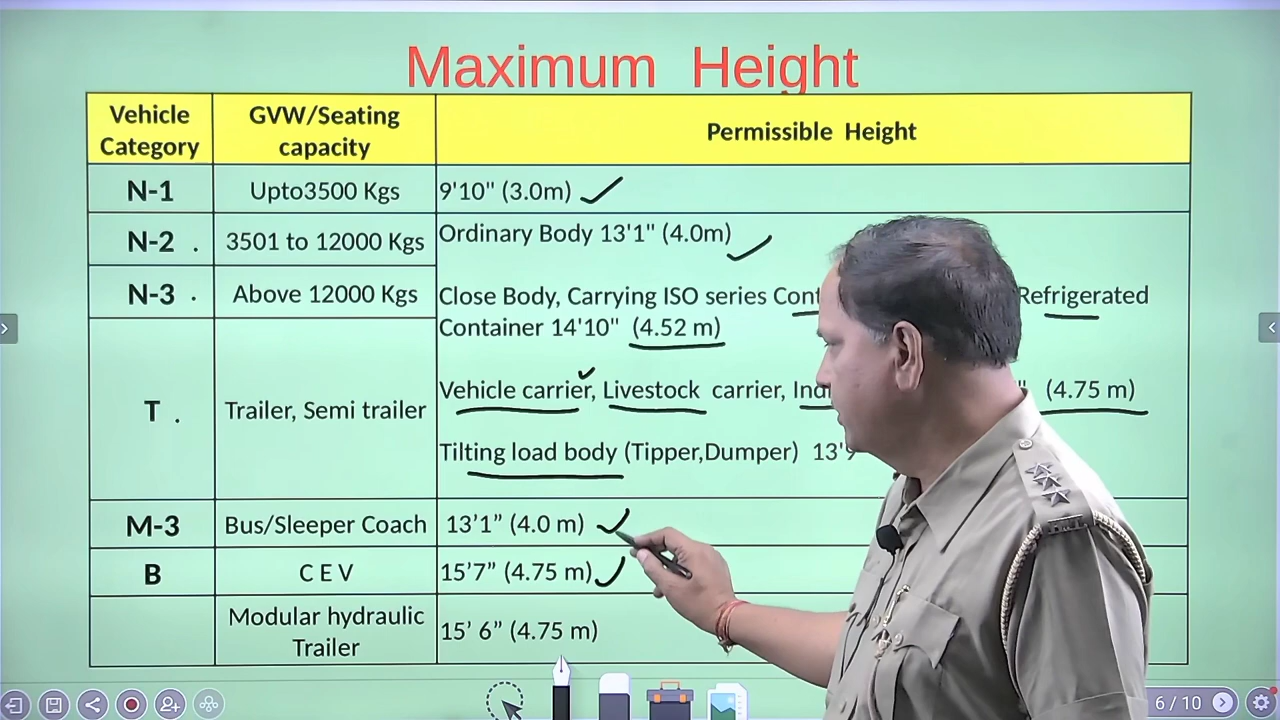 Maximum Height
Vehicle Category
GVW/Seating capacity
Permissible Height
N-1
Upto3500 Kgs
9'10" (3.0m)
N-2 .
3501 to 12000 Kgs
Ordinary Body 13'1" (4.0m)
N-3 .
Above 12000 Kgs
Close Body, Carrying ISO series Refrigerated
Container 14'10" (4.52 m)
T .
Trailer, Semi trailer
Vehicle carrier, Livestock carrier, (4.75 m)
Tilting load body (Tipper,Dumper)
M-3
Bus/Sleeper Coach
13’1” (4.0 m)
B
C E V
15’7” (4.75 m)
Modular hydraulic
Trailer
15’ 6” (4.75 m)
6 / 10